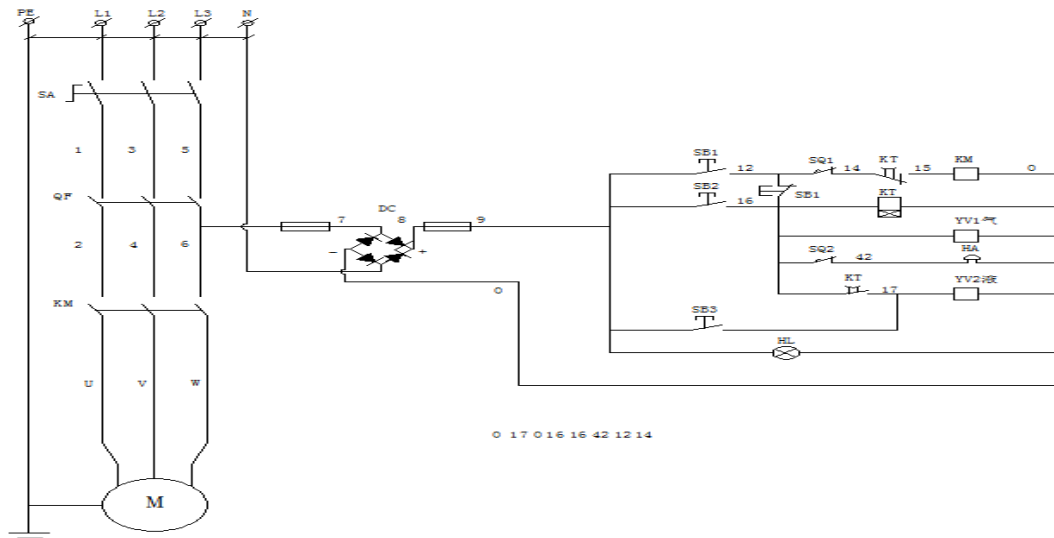 PE L1 L2 L3 N
SA
1 3 5
SB1 12 SQ1 14 KT 15 KM 0
SB2 16 SB1 KT
QF
7 DC 8 9
YV1气
2 4 6
- +
SQ2 42 HA
KT 17 YV2液
0
KM
SB3
HL
U V W
0 17 0 16 16 42 12 14
M